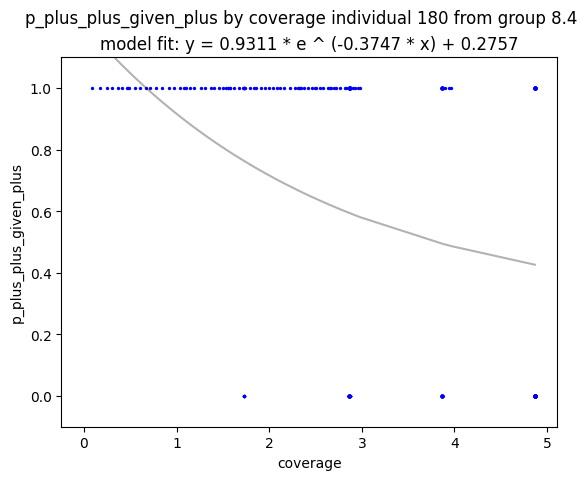 p_plus_plus_given_plus by coverage individual 180 from group 8.4
model fit: y = 0.9311 * e ^ (-0.3747 * x) + 0.2757
1.0
0.8
0.6
0.4
0.2
0.0
p_plus_plus_given_plus
0 1 2 3 4 5
coverage